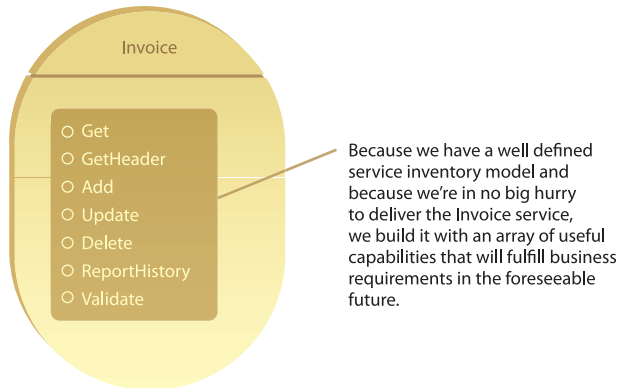 Invoice
Get
GetHeader
Add
Update
Delete
ReportHistory
Validate
Because we have a well defined
service inventory model and
because we’re in no big hurry
to deliver the Invoice service,
we build it with an array of useful
capabilities that will fulfill business
requirements in the foreseeable
future.